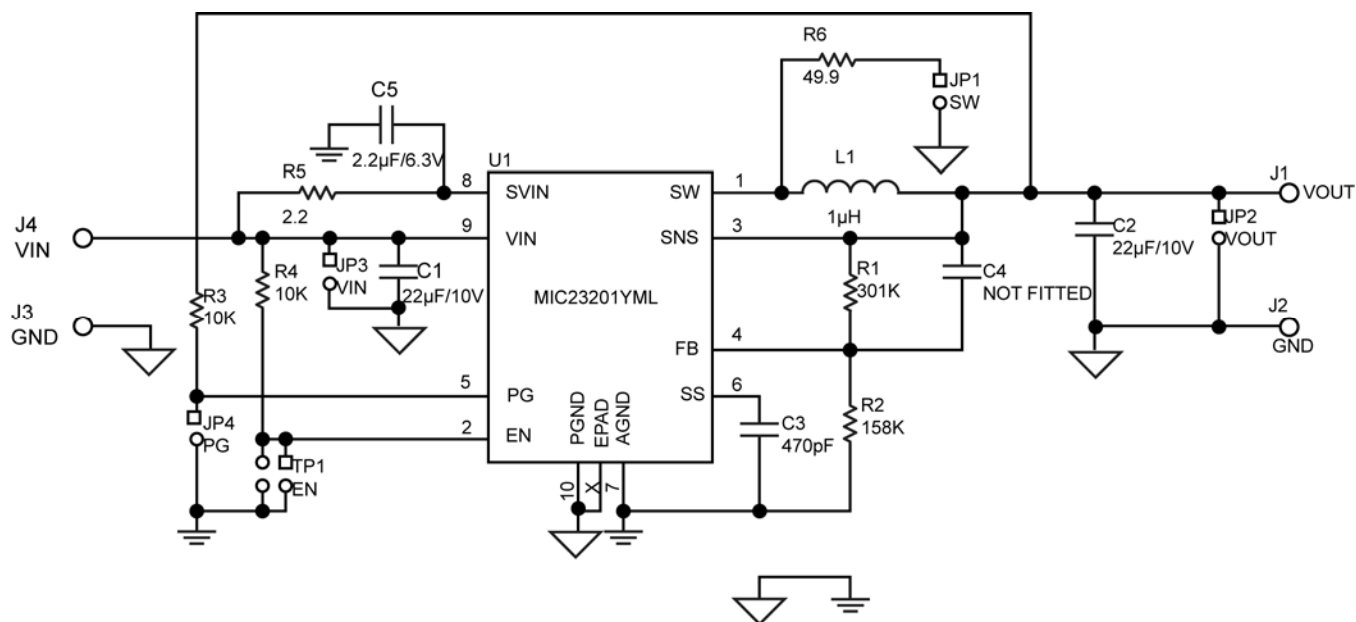 R6
49.9
JP1
SW
C5
2.2µF/6.3V
U1
L1
1µH
R5
2.2
8
SVIN
SW
1
J1
VOUT
J4
VIN
9
VIN
SNS
3
JP2
VOUT
C2
22µF/10V
R4
10K
JP3
VIN
C1
22µF/10V
MIC23201YML
R1
301K
C4
NOT FITTED
R3
10K
J3
GND
FB
4
J2
GND
5
PG
SS
6
JP4
PG
2
EN
PGND
EPAD
AGND
C3
470pF
R2
158K
TP1
EN
10
X
7